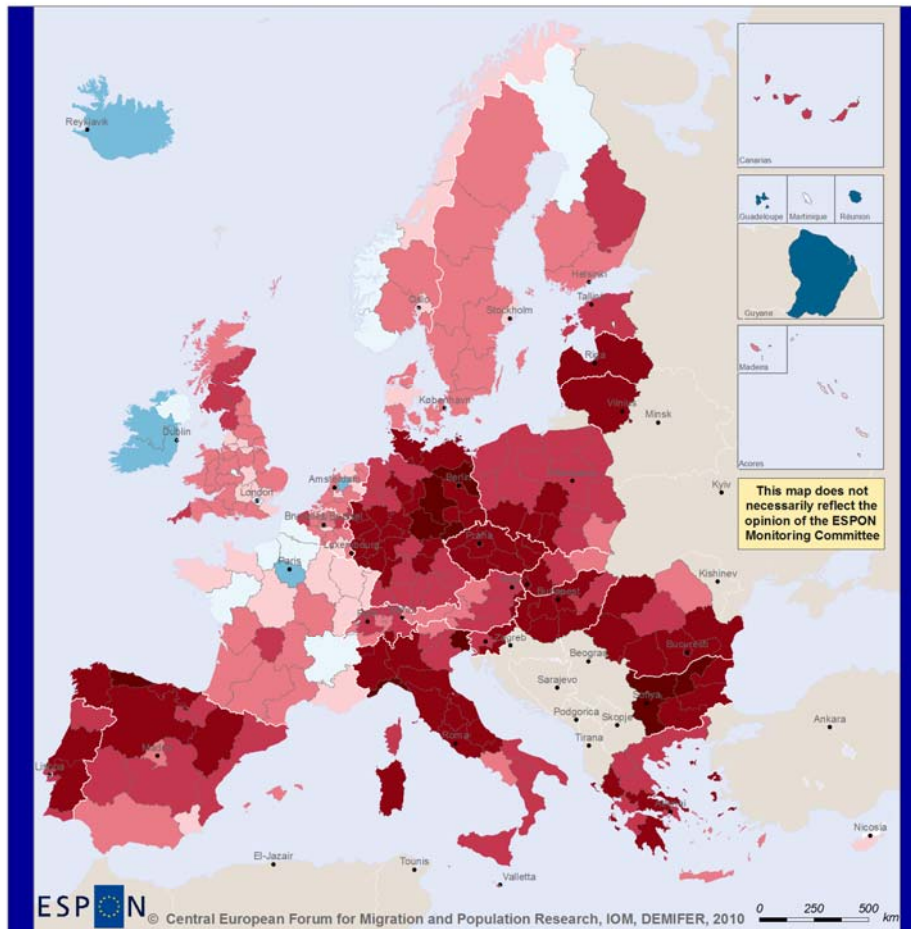 Reykjavik
Canarias
Guadeloupe
Martinique
Réunion
Guyane
Helsinki
Tallinn
Oslo
Stockholm
Madeira
Riga
København
Vilnius
Minsk
Acores
Dublin
Amsterdam
Berlin
London
Kyiv
This map does not
necessarily reflect the
opinion of the ESPON
Monitoring Committee
Praha
Luxembourg
Paris
Kishinev
Budapest
Zagreb
Beograd
Bucuresti
Sarajevo
Sofiya
Podgorica
Skopje
Ankara
Roma
Tirana
Madrid
Lisboa
Nicosia
El-Jazair
Tounis
Valletta
ESPON
© Central European Forum for Migration and Population Research, IOM, DEMIFER, 2010
0 250 500
km